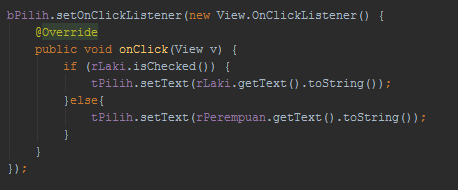 bPilih.setOnClickListener(new View.OnClickListener() {
    @Override
    public void onClick(View v) {
        if (rLaki.isChecked()) {
            tPilih.setText(rLaki.getText().toString());
        }else{
            tPilih.setText(rPerempuan.getText().toString());
        }
    }
});